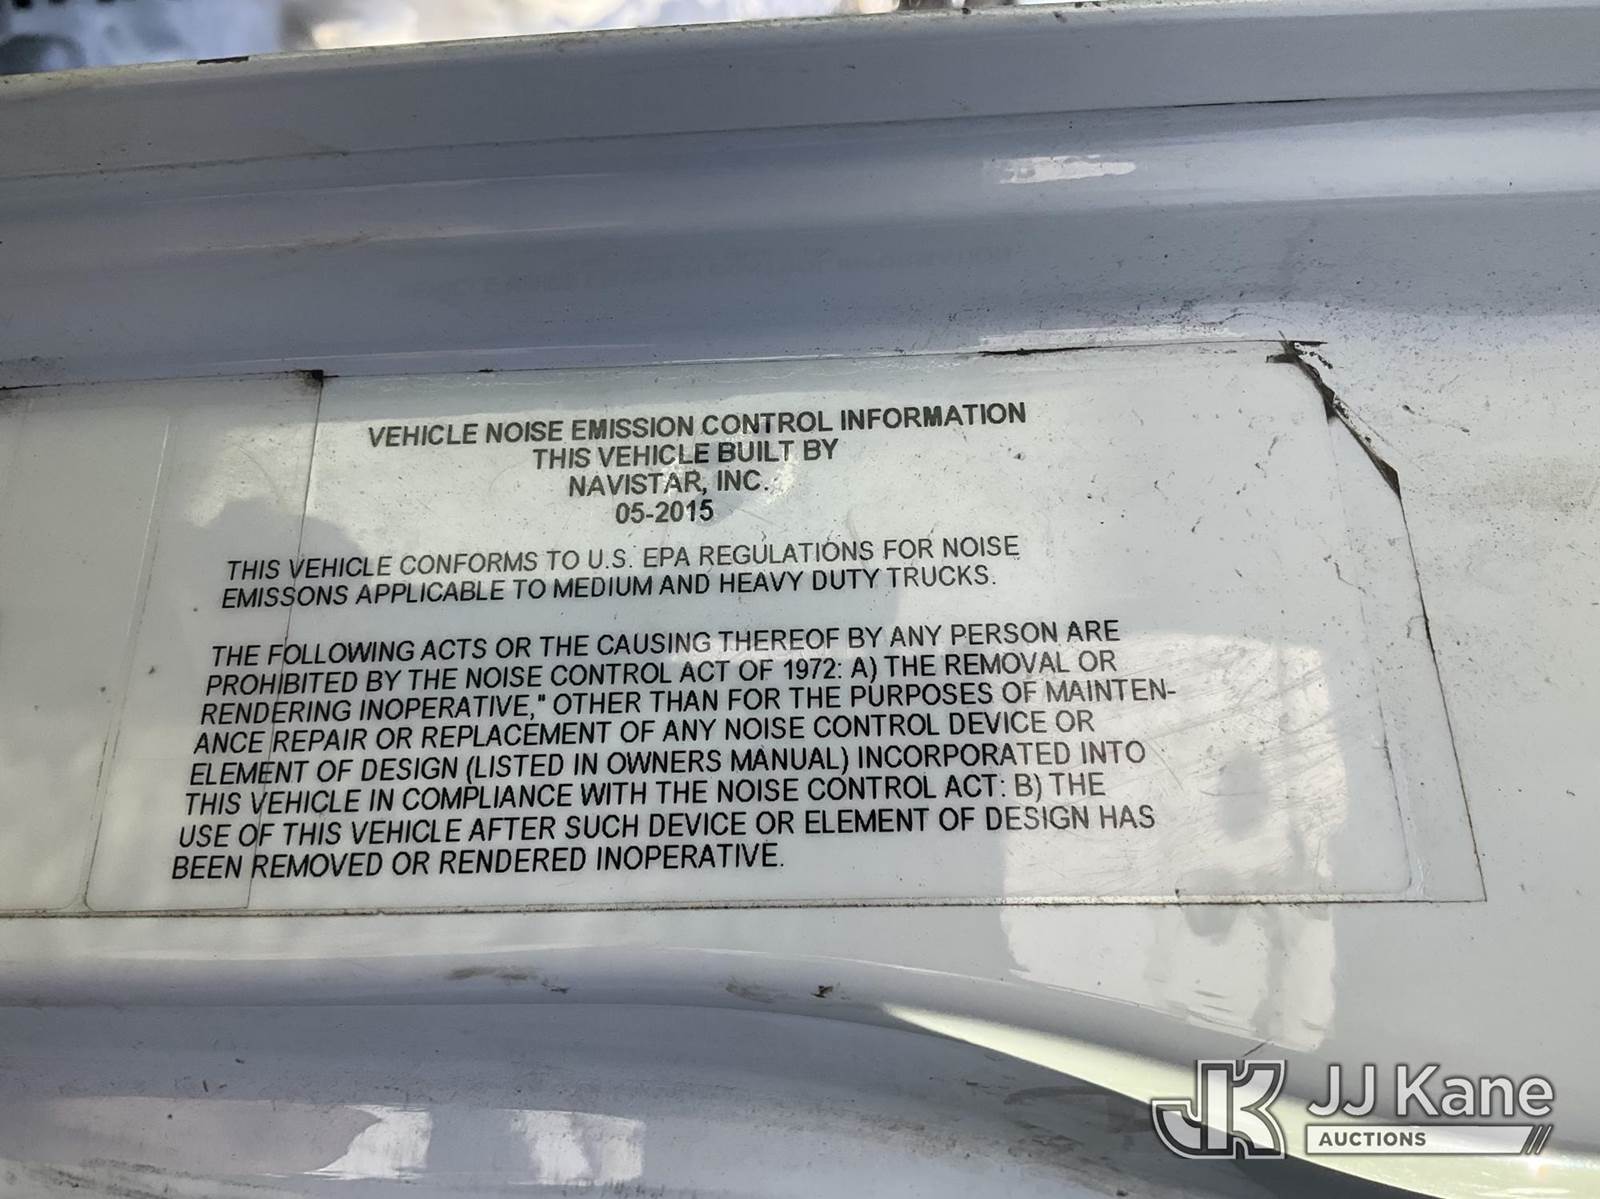 VEHICLE NOISE EMISSION CONTROL INFORMATION
THIS VEHICLE BUILT BY
NAVISTAR, INC.
05-2015
THIS VEHICLE CONFORMS TO U.S. EPA REGULATIONS FOR NOISE
EMISSONS APPLICABLE TO MEDIUM AND HEAVY DUTY TRUCKS.
THE FOLLOWING ACTS OR THE CAUSING THEREOF BY ANY PERSON ARE
PROHIBITED BY THE NOISE CONTROL ACT OF 1972: A) THE REMOVAL OR
RENDERING INOPERATIVE," OTHER THAN FOR THE PURPOSES OF MAINTEN-
ANCE REPAIR OR REPLACEMENT OF ANY NOISE CONTROL DEVICE OR
ELEMENT OF DESIGN (LISTED IN OWNERS MANUAL) INCORPORATED INTO
THIS VEHICLE IN COMPLIANCE WITH THE NOISE CONTROL ACT: B) THE
USE OF THIS VEHICLE AFTER SUCH DEVICE OR ELEMENT OF DESIGN HAS
BEEN REMOVED OR RENDERED INOPERATIVE.
JK JJ Kane
AUCTIONS